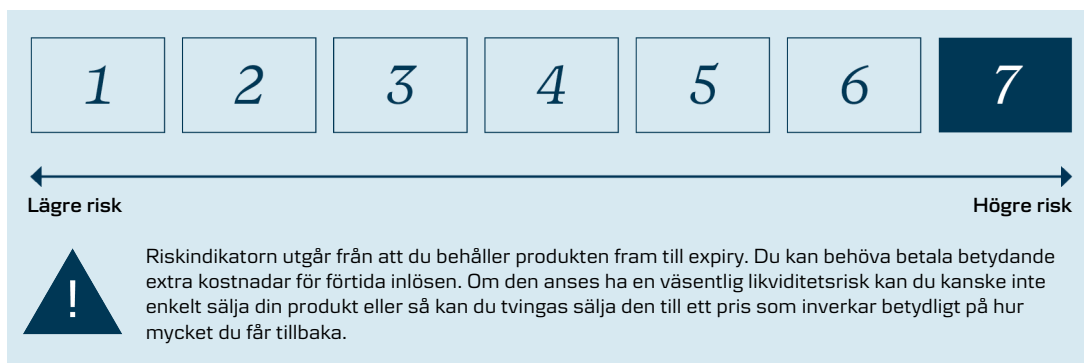 1 2 3 4 5 6 7
Lägre risk Högre risk
Riskindikatorn utgår från att du behåller produkten fram till expiry. Du kan behöva betala betydande
extra kostnadar för förtida inlösen. Om den anses ha en väsentlig likviditetsrisk kan du kanske inte
enkelt sälja din produkt eller så kan du tvingas sälja den till ett pris som inverkar betydligt på hur
mycket du får tillbaka.
!